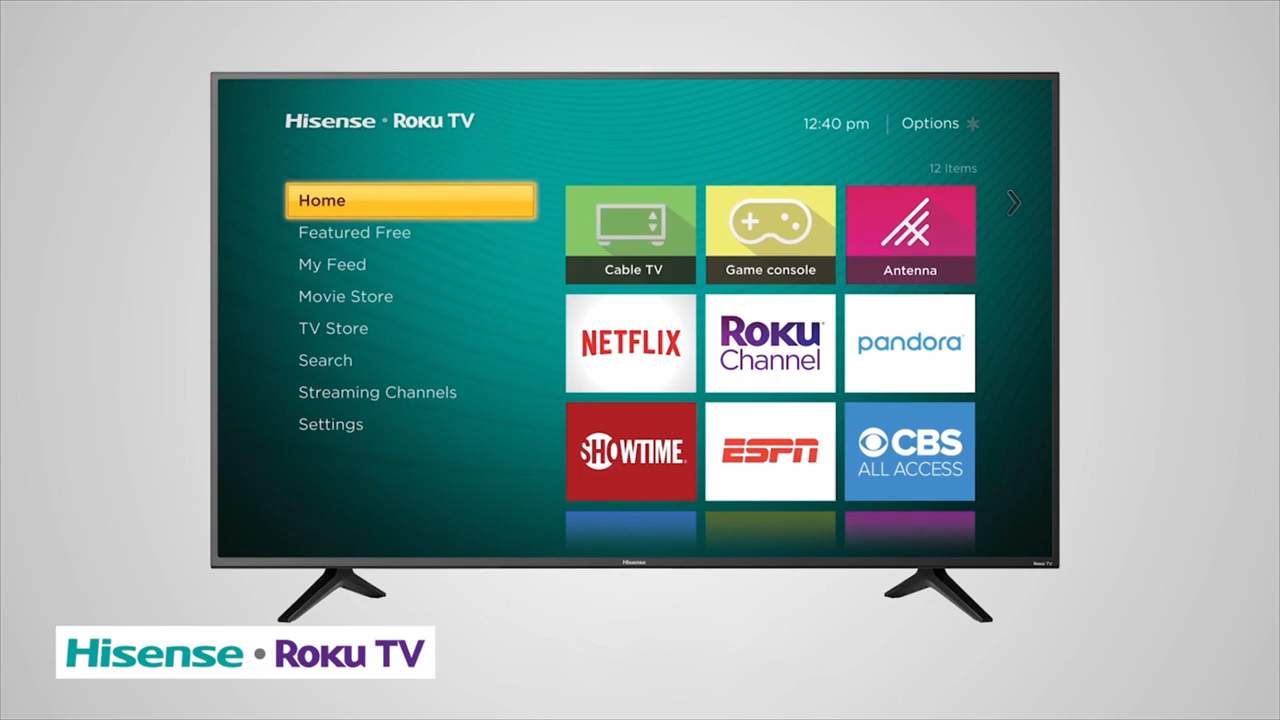 Hisense • Roku TV
12:40 pm | Options *
12 Items
Home
Featured Free
My Feed
Movie Store
TV Store
Search
Streaming Channels
Settings
Cable TV
Game console
Antenna
NETFLIX
Roku
Channel
pandora
SHOWTIME
ESPN
CBS
ALL ACCESS
Hisense
Roku TV
Hisense • Roku TV